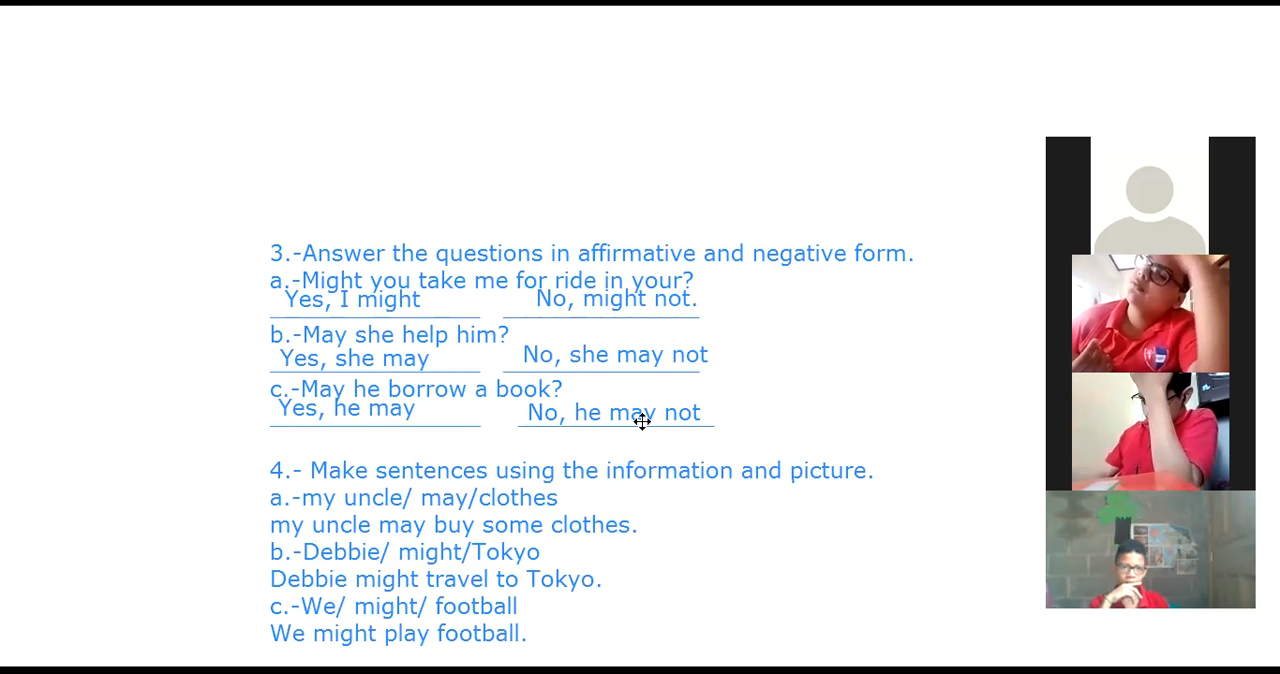 3.-Answer the questions in affirmative and negative form.
a.-Might you take me for ride in your?
Yes, I might No, might not.
b.-May she help him?
Yes, she may No, she may not
c.-May he borrow a book?
Yes, he may No, he may not
4.- Make sentences using the information and picture.
a.-my uncle/ may/clothes
my uncle may buy some clothes.
b.-Debbie/ might/Tokyo
Debbie might travel to Tokyo.
c.-We/ might/ football
We might play football.